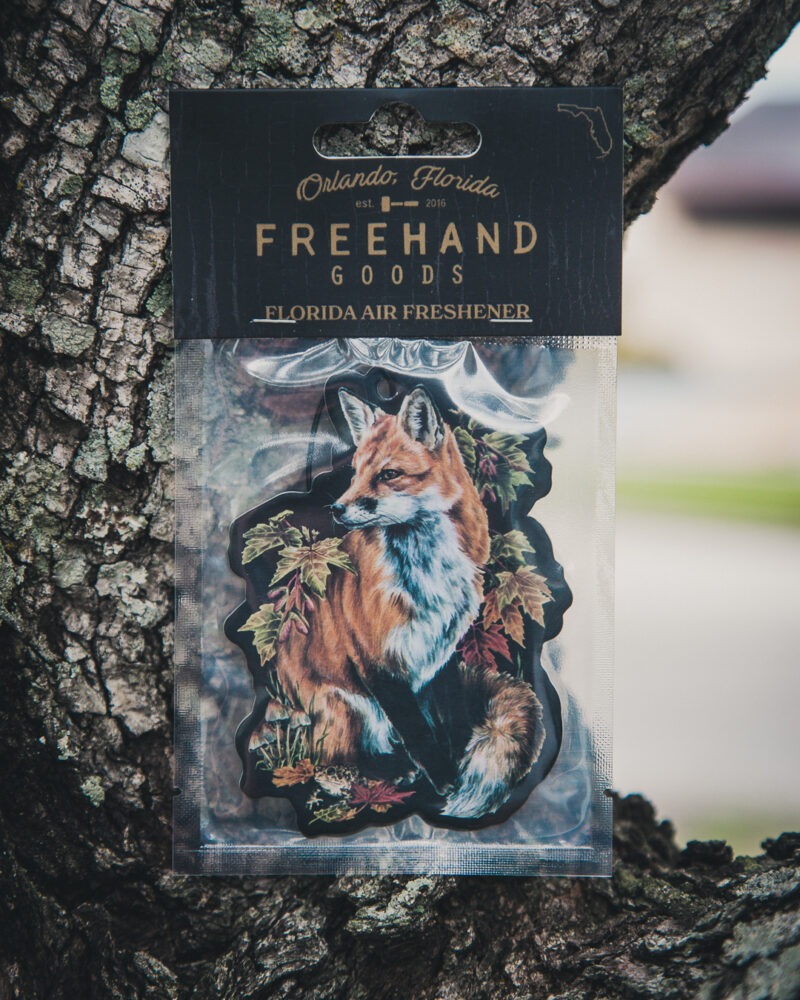 Orlando, Florida
est. 2016
FREEHAND
GOODS
FLORIDA AIR FRESHENER